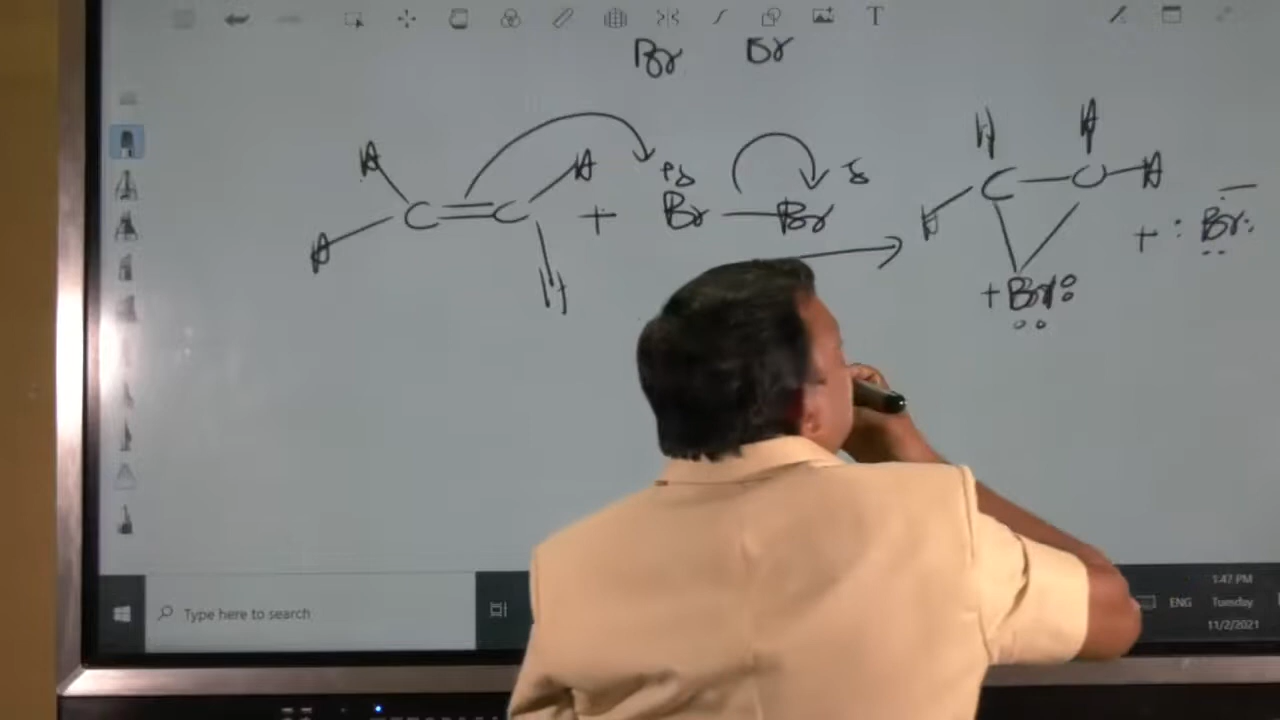 Br Br
H H H H
+δ δ H
C=C + Br — Br → H C — C + :Br: −
H H +Br:
Type here to search
ENG
1:47 PM
Tuesday
11/2/2021